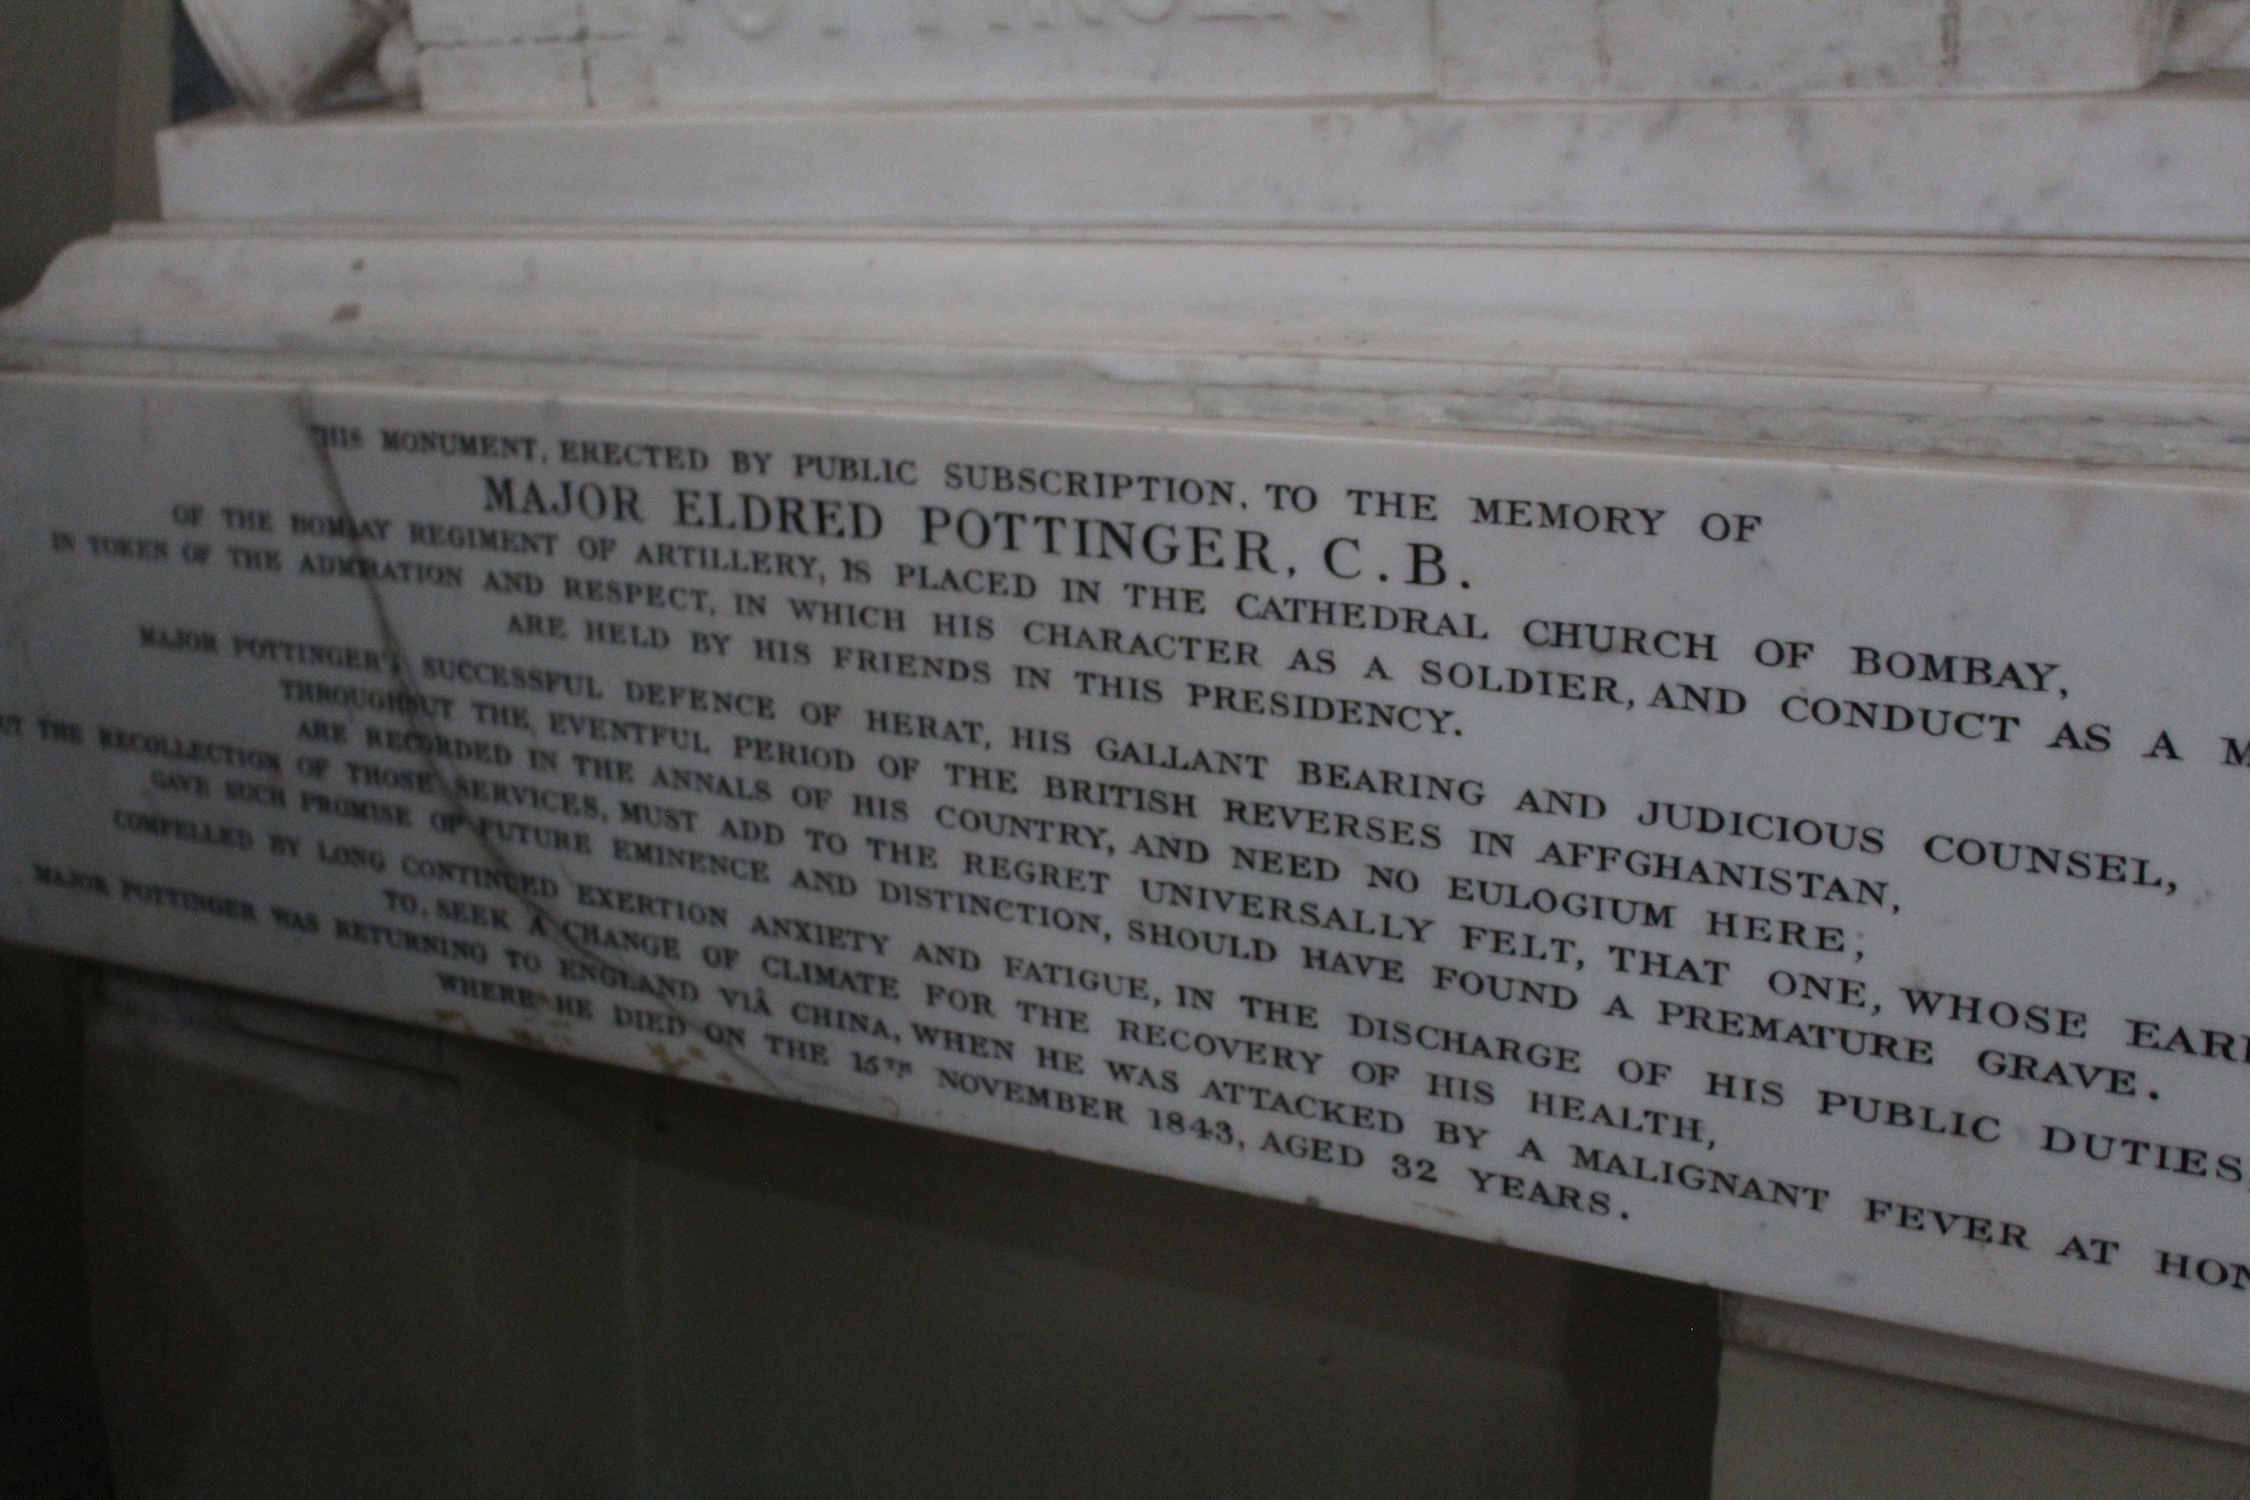 POTTINGER
THIS MONUMENT, ERECTED BY PUBLIC SUBSCRIPTION, TO THE MEMORY OF
MAJOR ELDRED POTTINGER, C.B.
OF THE BOMBAY REGIMENT OF ARTILLERY, IS PLACED IN THE CATHEDRAL CHURCH OF BOMBAY,
IN TOKEN OF THE ADMIRATION AND RESPECT, IN WHICH HIS CHARACTER AS A SOLDIER, AND CONDUCT AS A M
ARE HELD BY HIS FRIENDS IN THIS PRESIDENCY.
MAJOR POTTINGER'S SUCCESSFUL DEFENCE OF HERAT, HIS GALLANT BEARING AND JUDICIOUS COUNSEL,
THROUGHOUT THE EVENTFUL PERIOD OF THE BRITISH REVERSES IN AFFGHANISTAN,
ARE RECORDED IN THE ANNALS OF HIS COUNTRY, AND NEED NO EULOGIUM HERE;
UT THE RECOLLECTION OF THOSE SERVICES, MUST ADD TO THE REGRET UNIVERSALLY FELT, THAT ONE, WHOSE EARL
GAVE SUCH PROMISE OF FUTURE EMINENCE AND DISTINCTION, SHOULD HAVE FOUND A PREMATURE GRAVE.
COMPELLED BY LONG CONTINUED EXERTION ANXIETY AND FATIGUE, IN THE DISCHARGE OF HIS PUBLIC DUTIES,
TO, SEEK A CHANGE OF CLIMATE FOR THE RECOVERY OF HIS HEALTH,
MAJOR POTTINGER WAS RETURNING TO ENGLAND VIÂ CHINA, WHEN HE WAS ATTACKED BY A MALIGNANT FEVER AT HON
WHERE HE DIED ON THE 15TH NOVEMBER 1843, AGED 32 YEARS.